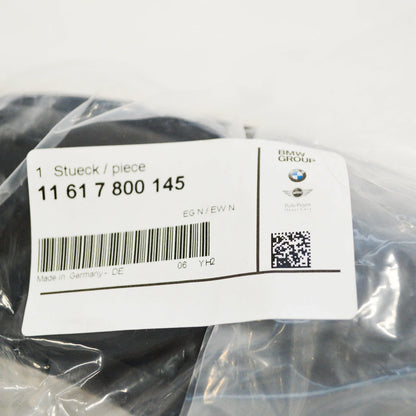 1 Stueck / piece
11 61 7 800 145
EG N / EW N
Made in Germany - DE 06 YH2
BMW
GROUP